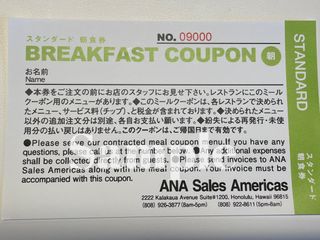 スタンダード 朝食券
NO. 09000
BREAKFAST COUPON 朝
STANDARD
スタンダード 朝食券
お名前
Name
◆本券をご注文の前にお店のスタッフにお見せ下さい。レストランにこのミール
クーポン用のメニューがあります。◆このミールクーポンは、各レストランで決められ
たメニュー、サービス料(チップ)、と税金が含まれております。◆決められたメニュー
以外の追加注文分は別途、各自お支払い願います。◆紛失による再発行・未使
用分の払い戻しはありません。このクーポンは、ご帰国日まで有効です。
●Please serve our contracted meal coupon menu.If you have any
questions, please call us. Any additional expenses
shall be collected invoices to ANA
Sales Americas along with the meal coupon. Your invoice must be
accompanied with this coupon.
Sample
ANA Sales Americas
2222 Kalakaua Avenue Suite#1200, Honolulu, Hawaii 96815
(808) 926-3877 (8am-5pm) (808) 922-8611 (5pm-8am)